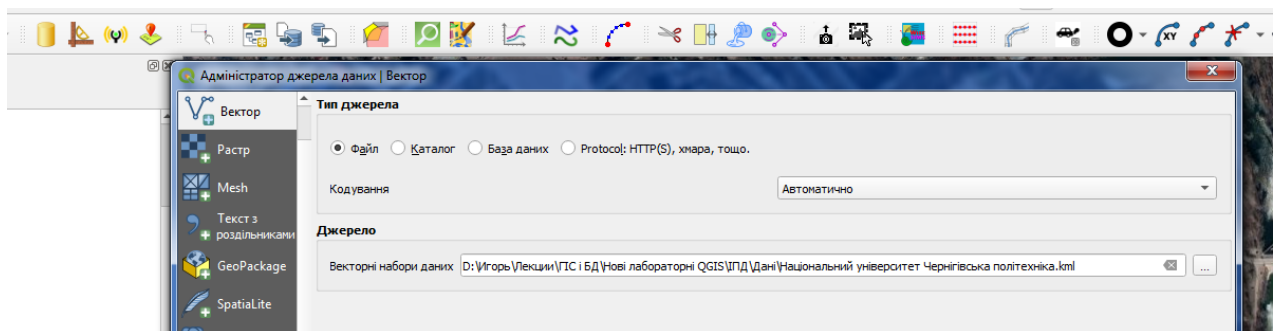 Адміністратор джерела даних | Вектор
Вектор
Тип джерела
Растр
Файл Каталог База даних Protocol: HTTP(S), хмара, тощо.
Mesh
Кодування Автоматично
Текст з
роздільниками
Джерело
GeoPackage
Векторні набори даних D:\Игорь\Лекции\ГІС і БД\Нові лабораторні QGIS\ІПД\Дані\Національний університет Чернігівська політехніка.kml ...
SpatiaLite
XY